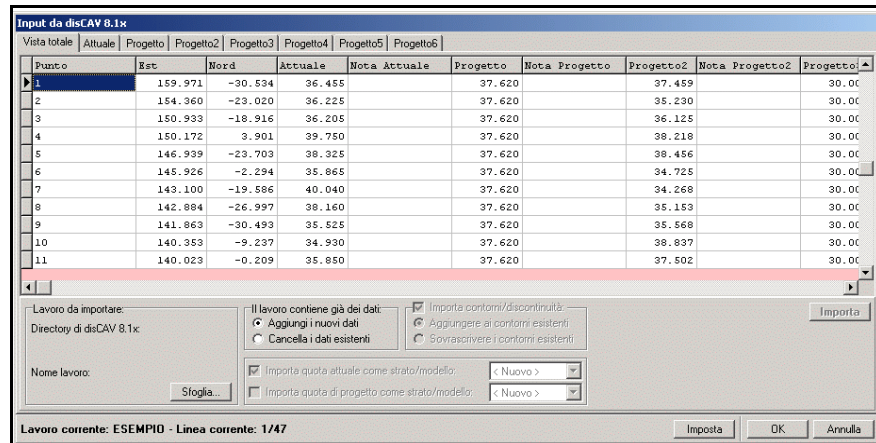 Input da disCAV 8.1x
Vista totale Attuale Progetto Progetto2 Progetto3 Progetto4 Progetto5 Progetto6
Punto Est Nord Attuale Nota Attuale Progetto Nota Progetto Progetto2 Nota Progetto2
1 159.971 -30.534 36.455 37.620 37.459 30.00
2 154.360 -23.020 36.225 37.620 35.230 30.00
3 150.933 -18.916 36.205 37.620 36.125 30.00
4 150.172 3.901 39.750 37.620 38.218 30.00
5 146.939 -23.703 38.325 37.620 38.456 30.00
6 145.926 -2.294 35.865 37.620 34.725 30.00
7 143.100 -19.586 40.040 37.620 34.268 30.00
8 142.884 -26.997 38.160 37.620 35.153 30.00
9 141.863 -30.493 35.525 37.620 35.568 30.00
10 140.353 -9.237 34.930 37.620 38.837 30.00
11 140.023 -0.209 35.850 37.620 37.502 30.00
Lavoro da importare:
Directory di disCAV 8.1x:
Nome lavoro:
Sfoglia...
Il lavoro contiene già dei dati:
Aggiungi i nuovi dati
Cancella i dati esistenti
Importa contorni/discontinuità:
Aggiungere ai contorni esistenti
Sovrascrivere i contorni esistenti
Importa
Importa quota attuale come strato/modello: < Nuovo >
Importa quota di progetto come strato/modello: < Nuovo >
Lavoro corrente: ESEMPIO - Linea corrente: 1/47
Imposta OK Annulla